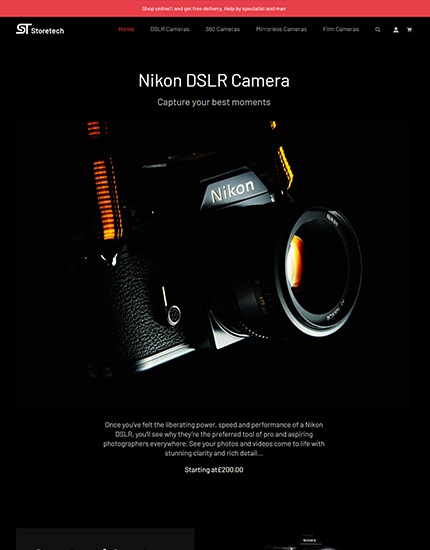 Shop online!! and get free delivery. Help by specialist and man
ST Storetech
Home DSLR Cameras 360 Cameras Mirrorless Cameras Film Cameras
Nikon DSLR Camera
Capture your best moments
Nikon
Once you've felt the liberating power, speed and performance of a Nikon
DSLR, you'll see why they're the preferred tool of pro and aspiring
photographers everywhere. See your photos and videos come to life with
stunning clarity and rich detail...
Starting at£200.00
Nikon